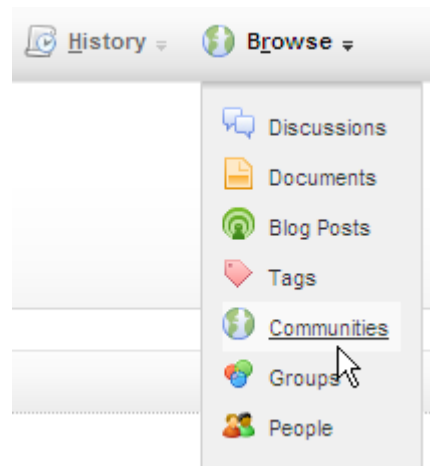 History Browse
Discussions
Documents
Blog Posts
Tags
Communities
Groups
People